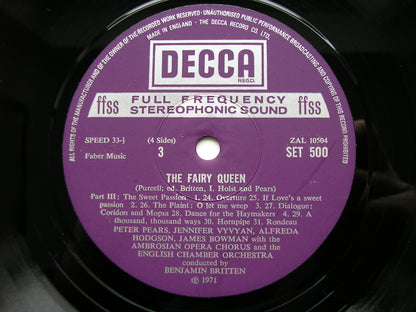 ALL RIGHTS OF THE MANUFACTURER AND OF THE OWNER OF THE RECORDED WORK RESERVED · UNAUTHORISED PUBLIC PERFORMANCE BROADCASTING AND COPYING OF THIS RECORD PROHIBITED
MADE IN ENGLAND · THE DECCA RECORD CO. LTD.
DECCA
REGD.
ffss FULL FREQUENCY STEREOPHONIC SOUND ffss
SPEED 33⅓ (4 Sides) ZAL 10504
Faber Music 3 SET 500
THE FAIRY QUEEN
(Purcell; ed. Britten, I. Holst and Pears)
Part III: The Sweet Passion. 1. 24. Overture 25. If Love's a sweet
passion. 2. 26. The Plaint: O let me weep 3. 27. Dialogue:
Coridon and Mopsa 28. Dance for the Haymakers 4. 29. A
thousand, thousand ways 30. Hornpipe 31. Rondeau
PETER PEARS, JENNIFER VYVYAN, ALFREDA
HODGSON, JAMES BOWMAN with the
AMBROSIAN OPERA CHORUS and the
ENGLISH CHAMBER ORCHESTRA
conducted by
BENJAMIN BRITTEN
℗ 1971